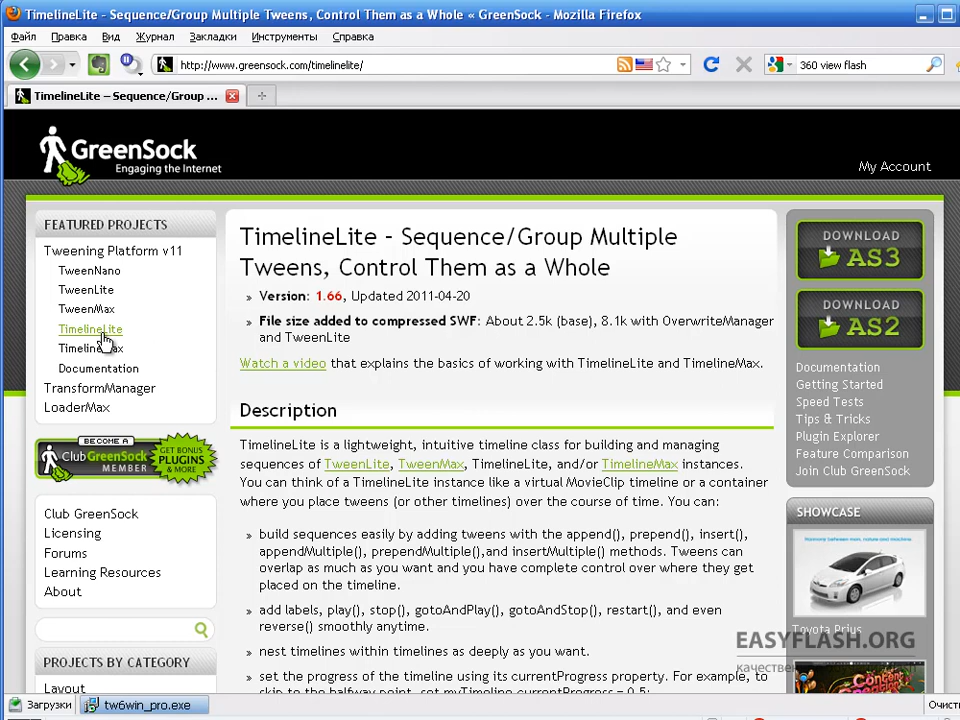 TimelineLite - Sequence/Group Multiple Tweens, Control Them as a Whole « GreenSock - Mozilla Firefox
Файл Правка Вид Журнал Закладки Инструменты Справка
http://www.greensock.com/timelinelite/
360 view flash
TimelineLite – Sequence/Group ...
GreenSock
Engaging the Internet
My Account
FEATURED PROJECTS
Tweening Platform v11
TweenNano
TweenLite
TweenMax
TimelineLite
TimelineMax
Documentation
TransformManager
LoaderMax
BECOME A
Club GreenSock
MEMBER
GET BONUS
PLUGINS
& MORE
Club GreenSock
Licensing
Forums
Learning Resources
About
PROJECTS BY CATEGORY
Layout
TimelineLite – Sequence/Group Multiple
Tweens, Control Them as a Whole
» Version: 1.66, Updated 2011-04-20
» File size added to compressed SWF: About 2.5k (base), 8.1k with OverwriteManager
and TweenLite
Watch a video that explains the basics of working with TimelineLite and TimelineMax.
Description
TimelineLite is a lightweight, intuitive timeline class for building and managing
sequences of TweenLite, TweenMax, TimelineLite, and/or TimelineMax instances.
You can think of a TimelineLite instance like a virtual MovieClip timeline or a container
where you place tweens (or other timelines) over the course of time. You can:
» build sequences easily by adding tweens with the append(), prepend(), insert(),
appendMultiple(), prependMultiple(),and insertMultiple() methods. Tweens can
overlap as much as you want and you have complete control over where they get
placed on the timeline.
» add labels, play(), stop(), gotoAndPlay(), gotoAndStop(), restart(), and even
reverse() smoothly anytime.
» nest timelines within timelines as deeply as you want.
» set the progress of the timeline using its currentProgress property. For example, to
skip to the halfway point, set myTimeline.currentProgress = 0.5;
DOWNLOAD
AS3
DOWNLOAD
AS2
Documentation
Getting Started
Speed Tests
Tips & Tricks
Plugin Explorer
Feature Comparison
Join Club GreenSock
SHOWCASE
Toyota Prius
EASYFLASH.ORG
Загрузки
tw6win_pro.exe